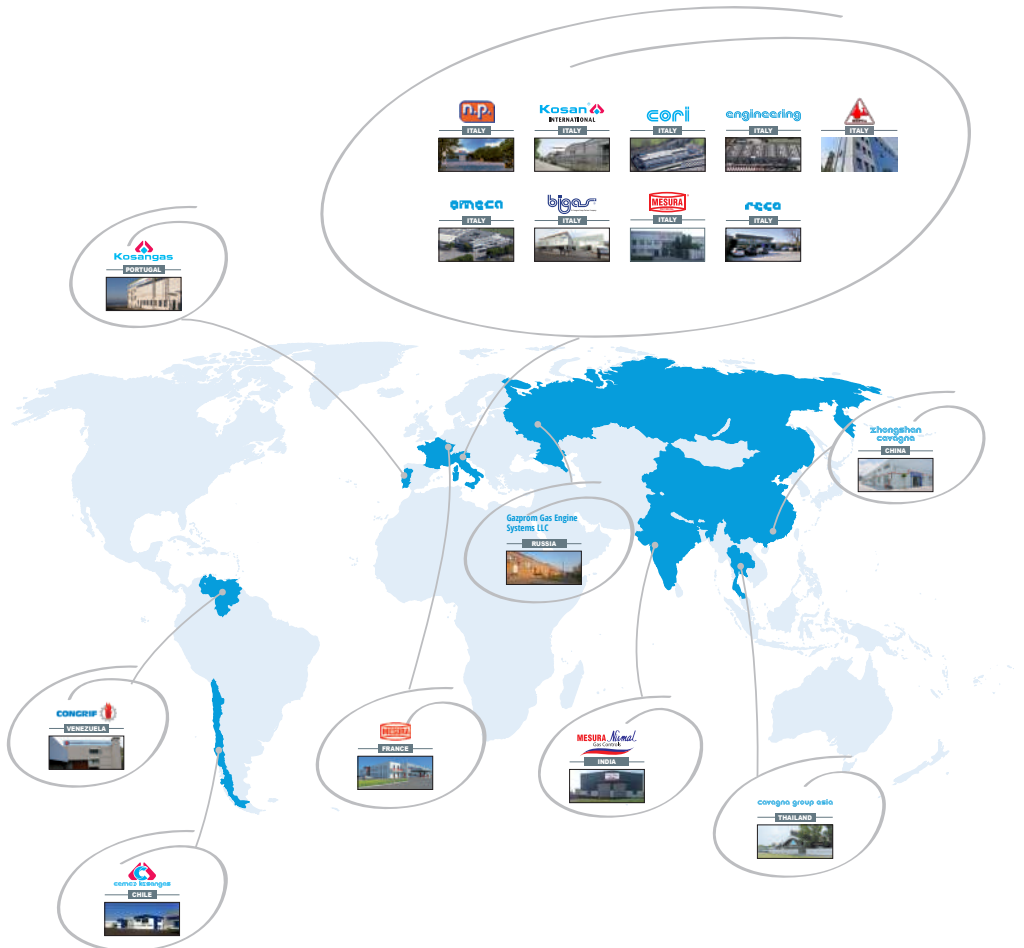 n.p.
ITALY
Kosan
INTERNATIONAL
ITALY
cori
ITALY
engineering
ITALY
ITALY
omeca
ITALY
bigas
ITALY
MESURA
ITALY
reca
ITALY
Kosangas
PORTUGAL
zhongshan
cavagna
CHINA
Gazprom Gas Engine
Systems LLC
RUSSIA
CONGRIF
VENEZUELA
MESURA
FRANCE
MESURA Nirmal
Gas Controls
INDIA
cavagna group asia
THAILAND
cemco kosangas
CHILE